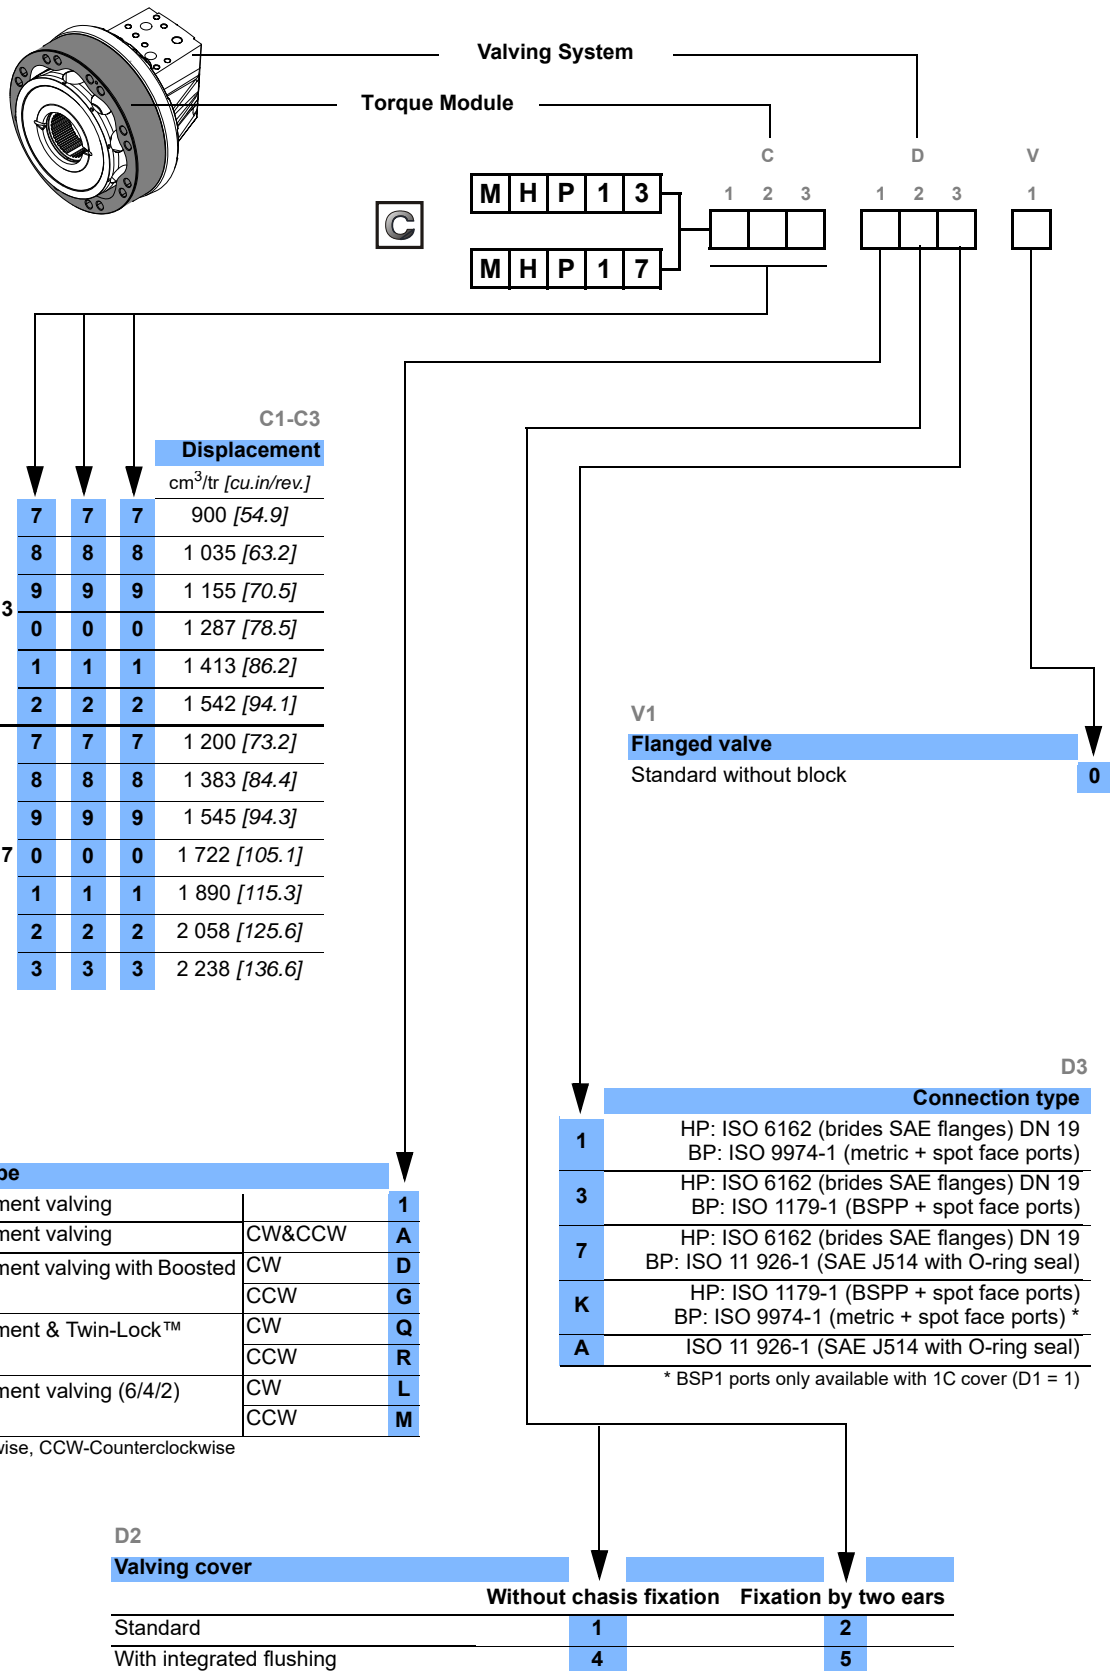 Valving System
Torque Module
C D V
M H P 1 3 1 2 3 1 2 3 1
C
M H P 1 7
C1-C3
Displacement
cm³/tr [cu.in/rev.]
7 7 7 900 [54.9]
8 8 8 1 035 [63.2]
9 9 9 1 155 [70.5]
3
0 0 0 1 287 [78.5]
1 1 1 1 413 [86.2]
2 2 2 1 542 [94.1]
7 7 7 1 200 [73.2]
8 8 8 1 383 [84.4]
9 9 9 1 545 [94.3]
7 0 0 0 1 722 [105.1]
1 1 1 1 890 [115.3]
2 2 2 2 058 [125.6]
3 3 3 2 238 [136.6]
V1
Flanged valve
Standard without block 0
D3
Connection type
1 HP: ISO 6162 (brides SAE flanges) DN 19
BP: ISO 9974-1 (metric + spot face ports)
3 HP: ISO 6162 (brides SAE flanges) DN 19
BP: ISO 1179-1 (BSPP + spot face ports)
7 HP: ISO 6162 (brides SAE flanges) DN 19
BP: ISO 11 926-1 (SAE J514 with O-ring seal)
K HP: ISO 1179-1 (BSPP + spot face ports)
BP: ISO 9974-1 (metric + spot face ports) *
A ISO 11 926-1 (SAE J514 with O-ring seal)
* BSP1 ports only available with 1C cover (D1 = 1)
pe
ment valving 1
ment valving CW&CCW A
ment valving with Boosted CW D
CCW G
ment & Twin-Lock™ CW Q
CCW R
ment valving (6/4/2) CW L
CCW M
wise, CCW-Counterclockwise
D2
Valving cover
Without chasis fixation Fixation by two ears
Standard 1 2
With integrated flushing 4 5